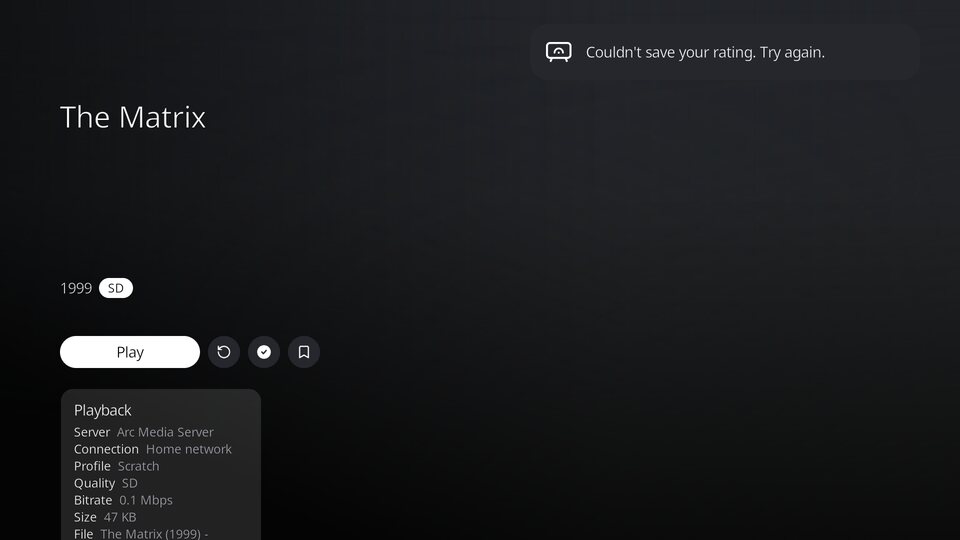 Couldn't save your rating. Try again.
The Matrix
1999 SD
Play
Playback
Server Arc Media Server
Connection Home network
Profile Scratch
Quality SD
Bitrate 0.1 Mbps
Size 47 KB
File The Matrix (1999) -